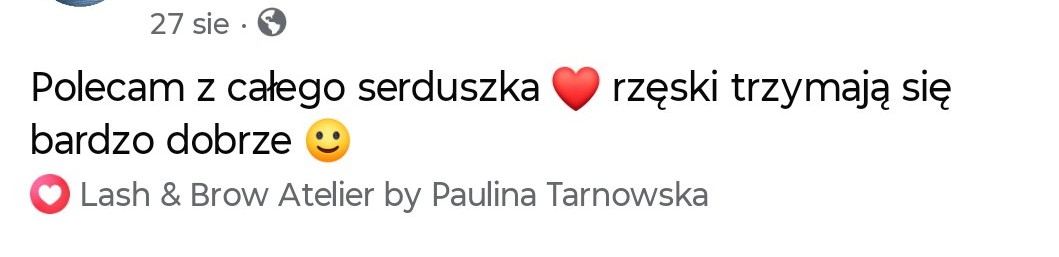 27 sie ·
Polecam z całego serduszka ❤️ rzęski trzymają się
bardzo dobrze 🙂
Lash & Brow Atelier by Paulina Tarnowska